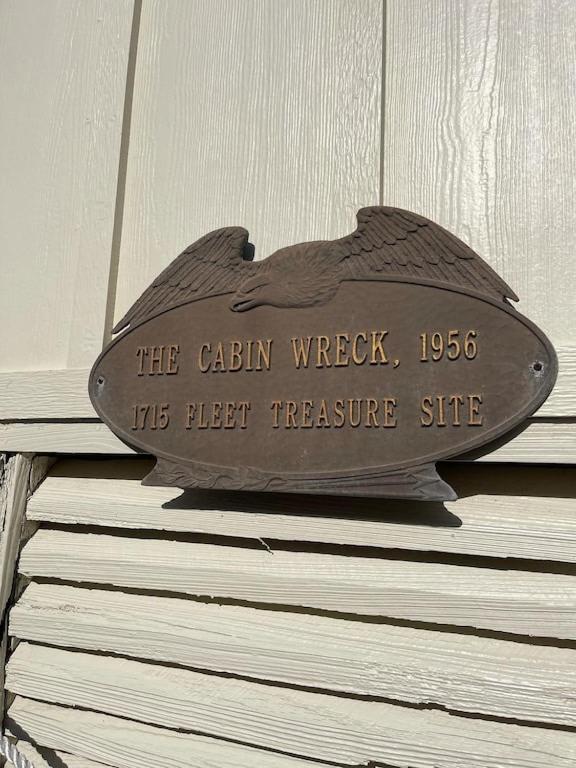 THE CABIN WRECK, 1956
1715 FLEET TREASURE SITE